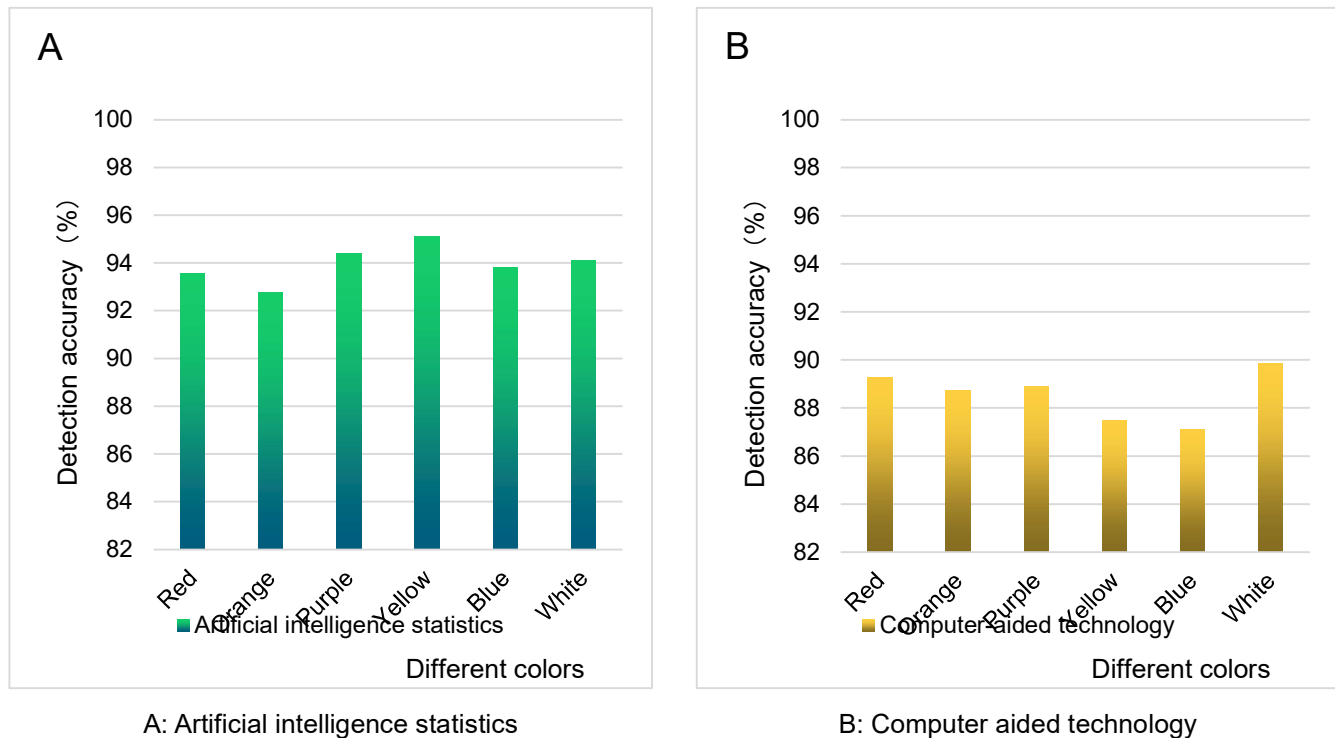 A
100
98
96
94
92
90
88
86
84
82
Detection accuracy（%）
Red
Orange
Purple
Yellow
Blue
White
Artificial intelligence statistics
Different colors
A: Artificial intelligence statistics
B
100
98
96
94
92
90
88
86
84
82
Detection accuracy（%）
Red
Orange
Purple
Yellow
Blue
White
Computer aided technology
Different colors
B: Computer aided technology